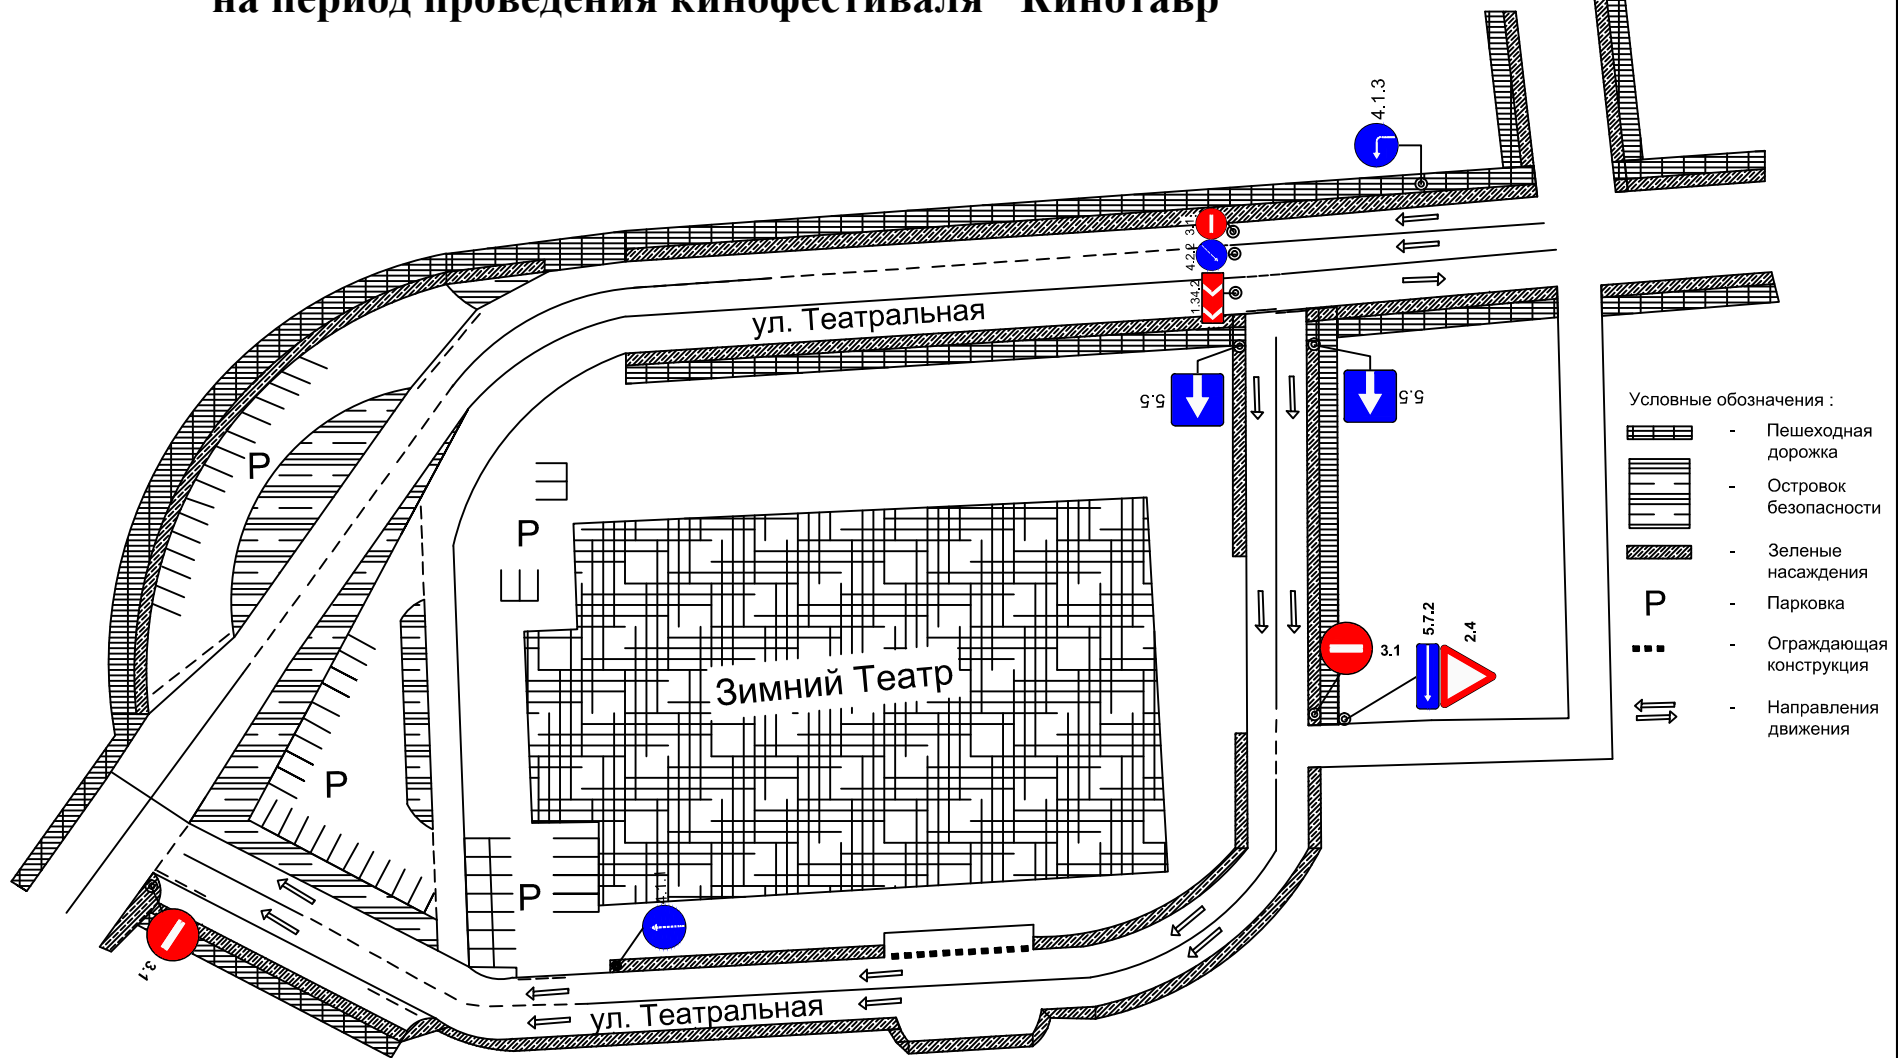 на период проведения кинофестиваля "Кинотавр"
4.1.3
3.1
4.2.2
1.34.2
ул. Театральная
5.5
5.5
Условные обозначения :
- Пешеходная
дорожка
- Островок
безопасности
- Зеленые
насаждения
P - Парковка
- Ограждающая
конструкция
- Направления
движения
P
P
5.7.2
2.4
3.1
Зимний Театр
P
P
3.1
ул. Театральная